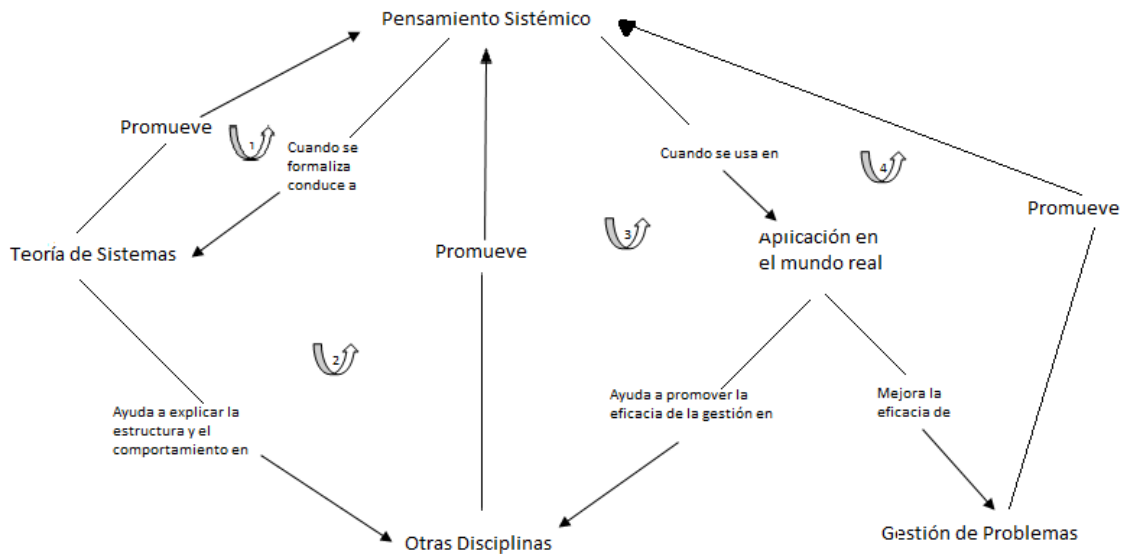 Pensamiento Sistémico
Promueve
1
Cuando se
formaliza
conduce a
Cuando se usa en
4
Promueve
Teoría de Sistemas
Promueve
3
Aplicación en
el mundo real
2
Ayuda a explicar la
estructura y el
comportamiento en
Ayuda a promover la
eficacia de la gestión en
Mejora la
eficacia de
Otras Disciplinas
Gestión de Problemas